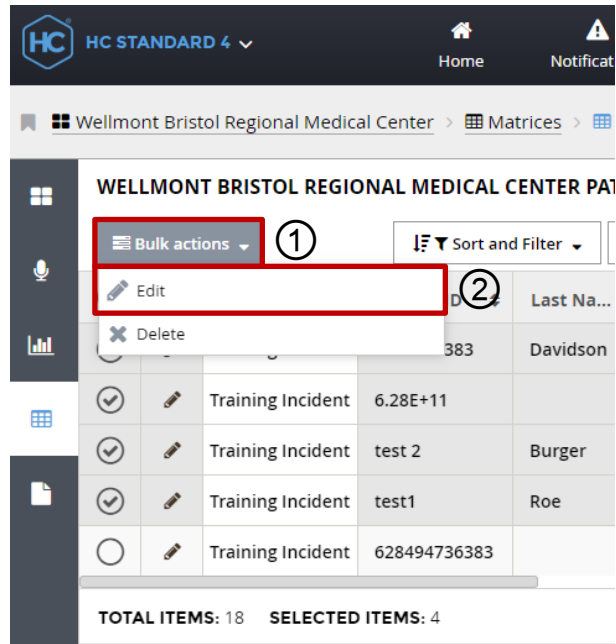 HC HC STANDARD 4
Home
Notificat
Wellmont Bristol Regional Medical Center > Matrices >
WELLMONT BRISTOL REGIONAL MEDICAL CENTER PAT
Bulk actions ① Sort and Filter
Edit ② D Last Na...
Delete 383 Davidson
Training Incident 6.28E+11
Training Incident test 2 Burger
Training Incident test1 Roe
Training Incident 628494736383
TOTAL ITEMS: 18 SELECTED ITEMS: 4